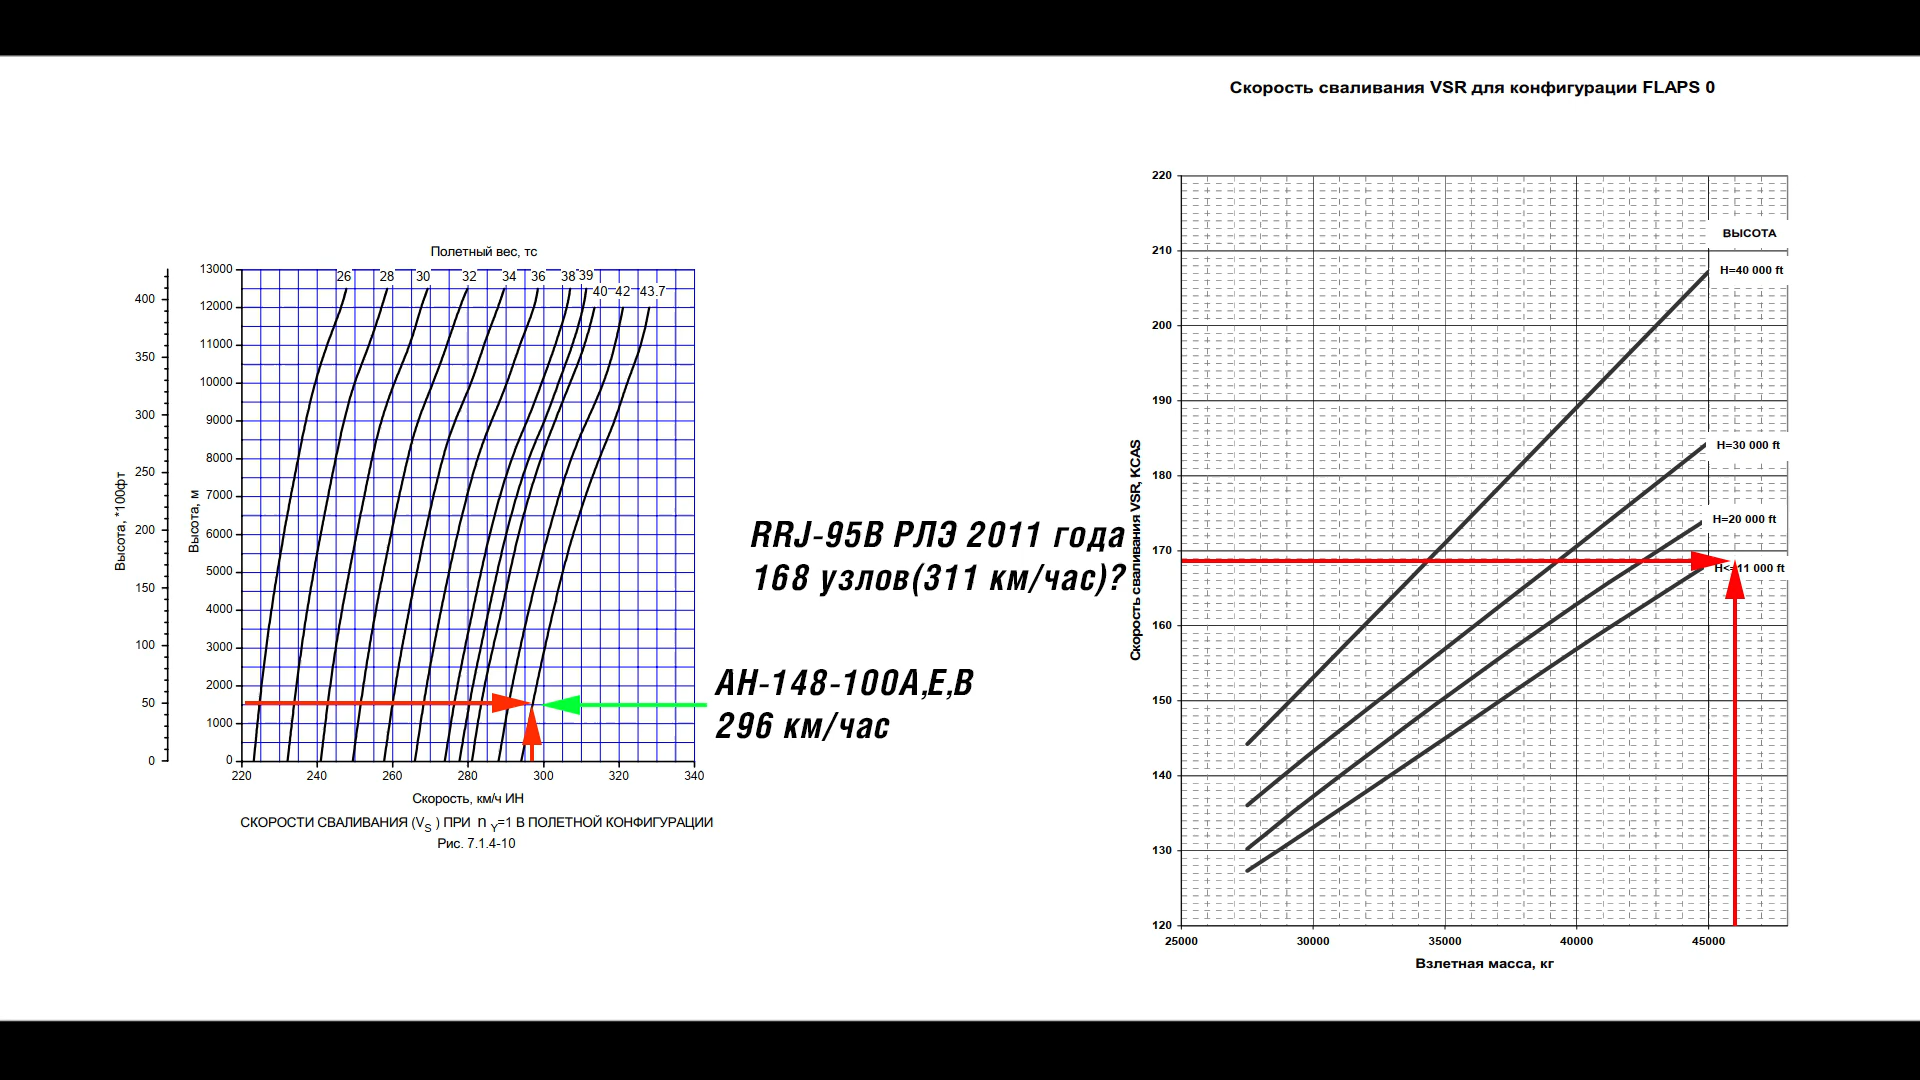 Скорость сваливания VSR для конфигурации FLAPS 0
Полетный вес, тс
26 28 30 32 34 36 38 39
40 42 43.7
13000
12000
11000
10000
9000
8000
7000
6000
5000
4000
3000
2000
1000
0
400
350
300
250
200
150
100
50
0
Высота, *100фт
Высота, м
220 240 260 280 300 320 340
Скорость, км/ч ИН
СКОРОСТИ СВАЛИВАНИЯ (VS ) ПРИ n Y=1 В ПОЛЕТНОЙ КОНФИГУРАЦИИ
Рис. 7.1.4-10
RRJ-95B РЛЭ 2011 года
168 узлов(311 км/час)?
АН-148-100А,Е,В
296 км/час
220
210
200
190
180
170
160
150
140
130
120
Скорость сваливания VSR, KCAS
ВЫСОТА
H=40 000 ft
H=30 000 ft
H=20 000 ft
H<=11 000 ft
25000 30000 35000 40000 45000
Взлетная масса, кг